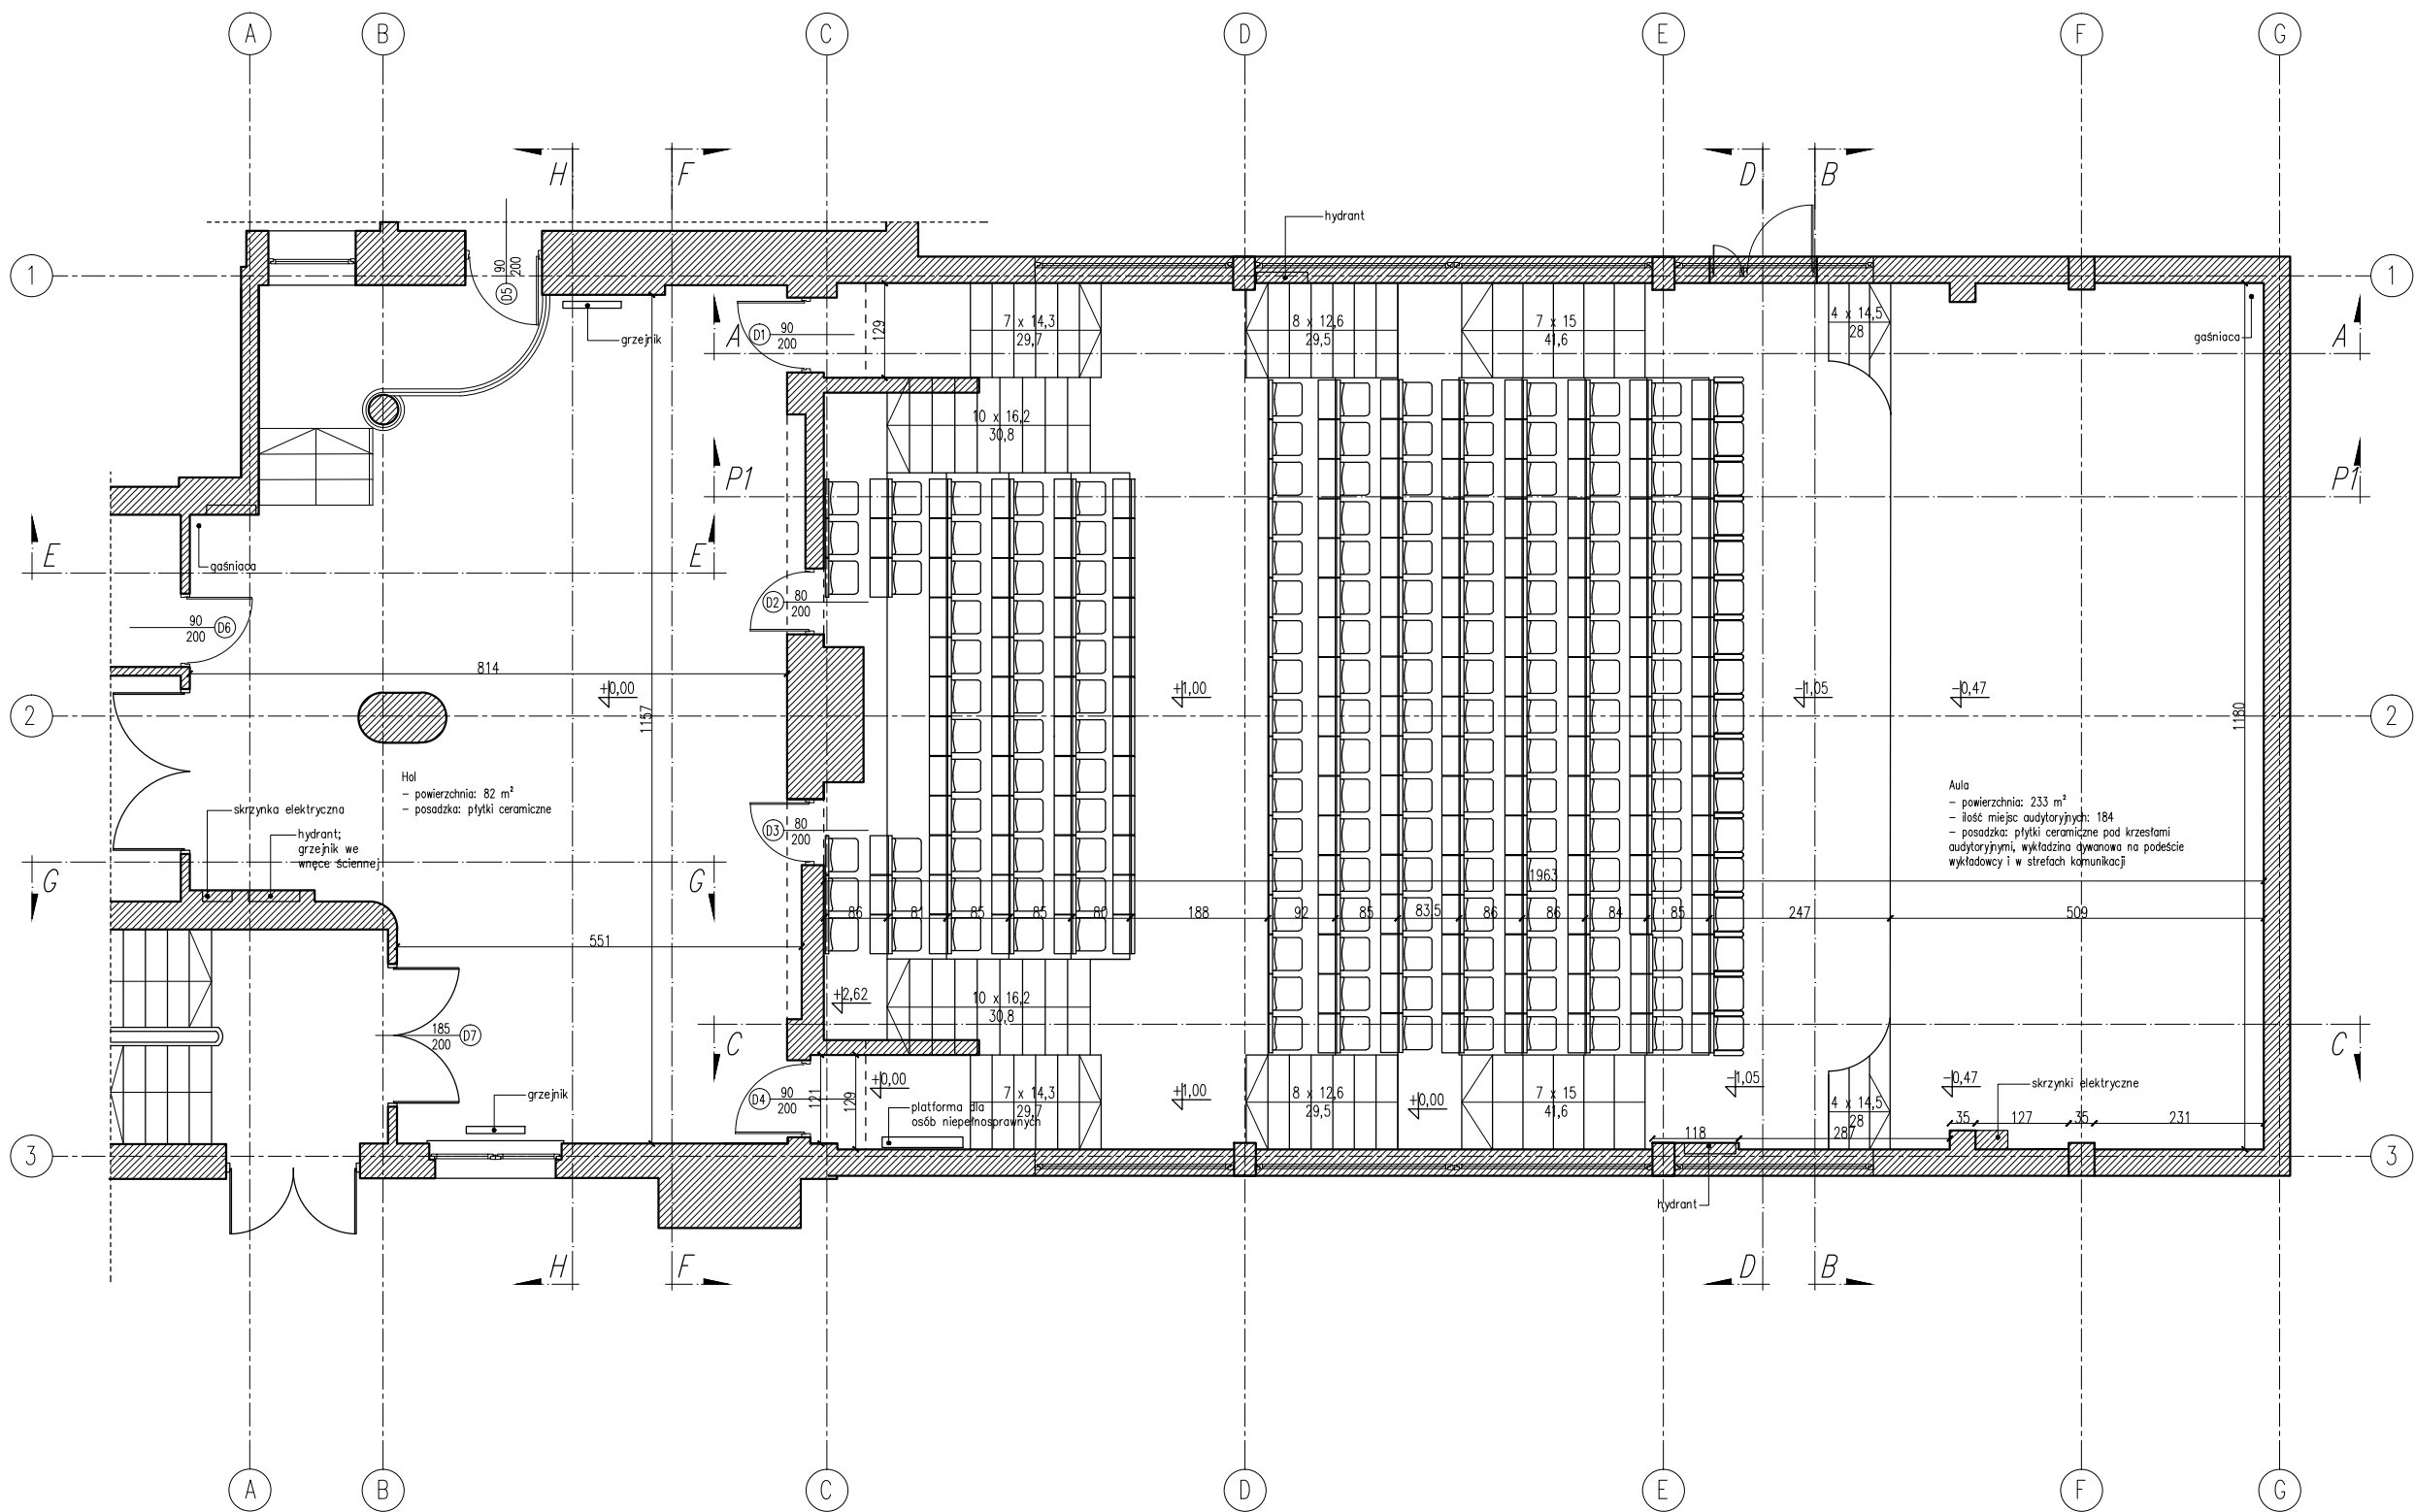 A
B
C
D
E
F
G
H
F
D
B
hydrant
1
1
90
200
D5
grzejnik
D1
90
200
A
129
7 x 14,3
29,7
8 x 12,6
29,5
7 x 15
41,6
4 x 14,5
28
gaśniaca
A
10 x 16,2
30,8
P1
P1
E
E
gaśniaca
D2
80
200
90
200
D6
814
+0,00
+1,00
-1,05
-0,47
2
2
1157
1180
Hol
- powierzchnia: 82 m²
- posadzka: płytki ceramiczne
skrzynka elektryczna
hydrant;
grzejnik we
wnęce ściennej
D3
80
200
Aula
- powierzchnia: 233 m²
- ilość miejsc audytoryjnych: 184
- posadzka: płytki ceramiczne pod krzesłami
audytoryjnymi, wykładzina dywanowa na podeście
wykładowcy i w strefach komunikacji
G
G
1963
86
81
85
85
80
188
92
85
83,5
86
86
84
85
247
509
551
+2,62
10 x 16,2
30,8
185
200
D7
C
C
grzejnik
D4
90
200
121
129
+0,00
platforma dla
osób niepełnosprawnych
7 x 14,3
29,7
+1,00
8 x 12,6
29,5
+0,00
7 x 15
41,6
-1,05
4 x 14,5
28
-0,47
skrzynki elektryczne
35
127
35
231
118
287
3
3
hydrant
H
F
D
B
A
B
C
D
E
F
G